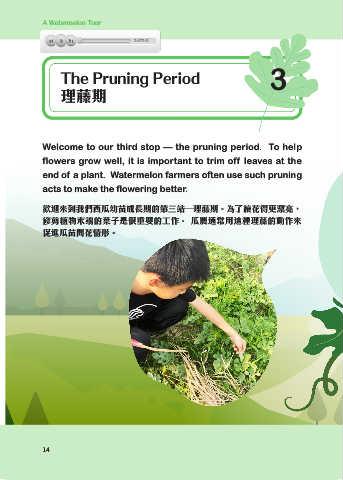 A Watermelon Tour
The Pruning Period
3
理藤期
Welcome to our third stop — the pruning period. To help
flowers grow well, it is important to trim off leaves at the
end of a plant. Watermelon farmers often use such pruning
acts to make the flowering better.
歡迎來到我們西瓜幼苗成長期的第三站—理藤期。為了讓花得更漂亮，
修剪植物末端的葉子是個重要的工作。 瓜農通常用這種理藤的動作來
促進瓜苗開花情形。
14